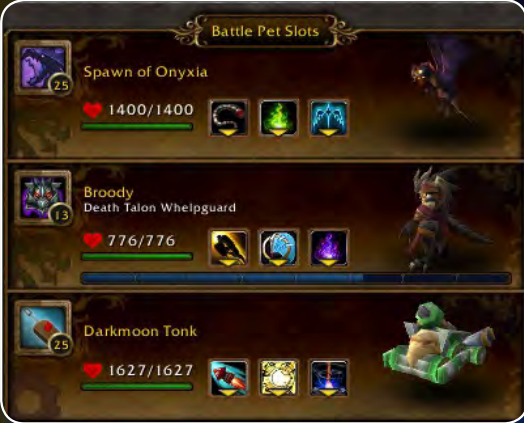 Battle Pet Slots
Spawn of Onyxia
25
1400/1400
Broody
Death Talon Whelpguard
13
776/776
Darkmoon Tonk
25
1627/1627